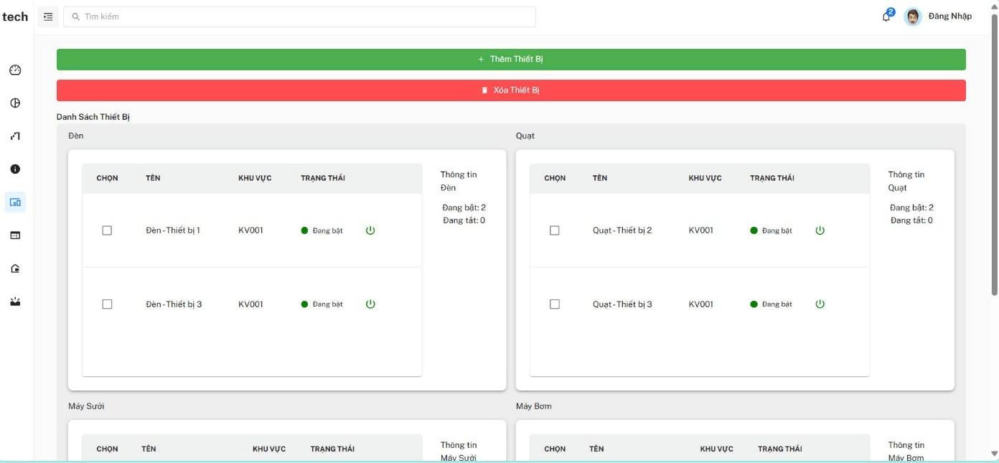 tech
Tìm kiếm
2
Đăng Nhập
+ Thêm Thiết Bị
Xóa Thiết Bị
Danh Sách Thiết Bị
Đèn
CHỌN TÊN KHU VỰC TRẠNG THÁI
Đèn - Thiết bị 1 KV001 Đang bật
Đèn - Thiết bị 3 KV001 Đang bật
Thông tin
Đèn
Đang bật: 2
Đang tắt: 0
Quạt
CHỌN TÊN KHU VỰC TRẠNG THÁI
Quạt - Thiết bị 2 KV001 Đang bật
Quạt - Thiết bị 3 KV001 Đang bật
Thông tin
Quạt
Đang bật: 2
Đang tắt: 0
Máy Sưởi
CHỌN TÊN KHU VỰC TRẠNG THÁI
Thông tin
Máy Sưởi
Máy Bơm
CHỌN TÊN KHU VỰC TRẠNG THÁI
Thông tin
Máy Bơm